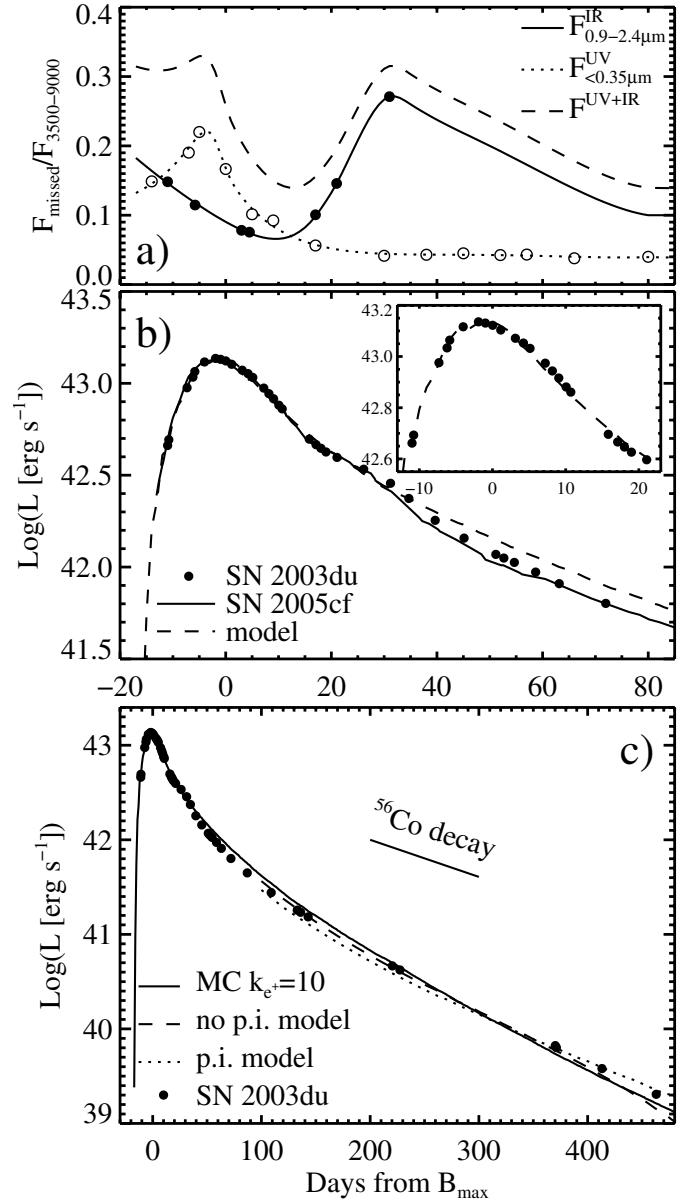 F_missed/F_3500−9000
0.4
0.3
0.2
0.1
0.0
a)
F^IR_0.9−2.4μm
F^UV_<0.35μm
F^UV+IR
Log(L [erg s⁻¹])
43.5
43.0
42.5
42.0
41.5
b)
43.2
43.0
42.8
42.6
−10 0 10 20
SN 2003du
SN 2005cf
model
−20 0 20 40 60 80
Log(L [erg s⁻¹])
43
42
41
40
39
c)
⁵⁶Co decay
MC k_e⁺=10
no p.i. model
p.i. model
SN 2003du
0 100 200 300 400
Days from B_max